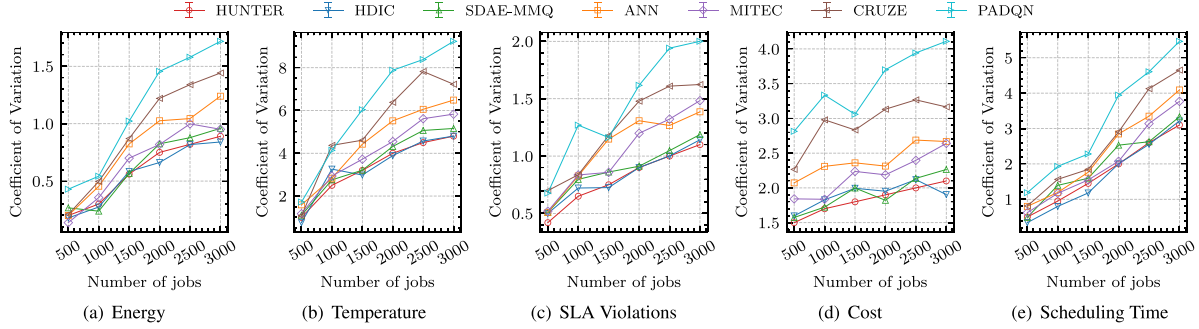 HUNTER HDIC SDAE-MMQ ANN MITEC CRUZE PADQN
Coefficient of Variation
1.5
1.0
0.5
500 1000 1500 2000 2500 3000
Number of jobs
(a) Energy
Coefficient of Variation
8
6
4
2
500 1000 1500 2000 2500 3000
Number of jobs
(b) Temperature
Coefficient of Variation
2.0
1.5
1.0
0.5
500 1000 1500 2000 2500 3000
Number of jobs
(c) SLA Violations
Coefficient of Variation
4.0
3.5
3.0
2.5
2.0
1.5
500 1000 1500 2000 2500 3000
Number of jobs
(d) Cost
Coefficient of Variation
5
4
3
2
1
500 1000 1500 2000 2500 3000
Number of jobs
(e) Scheduling Time